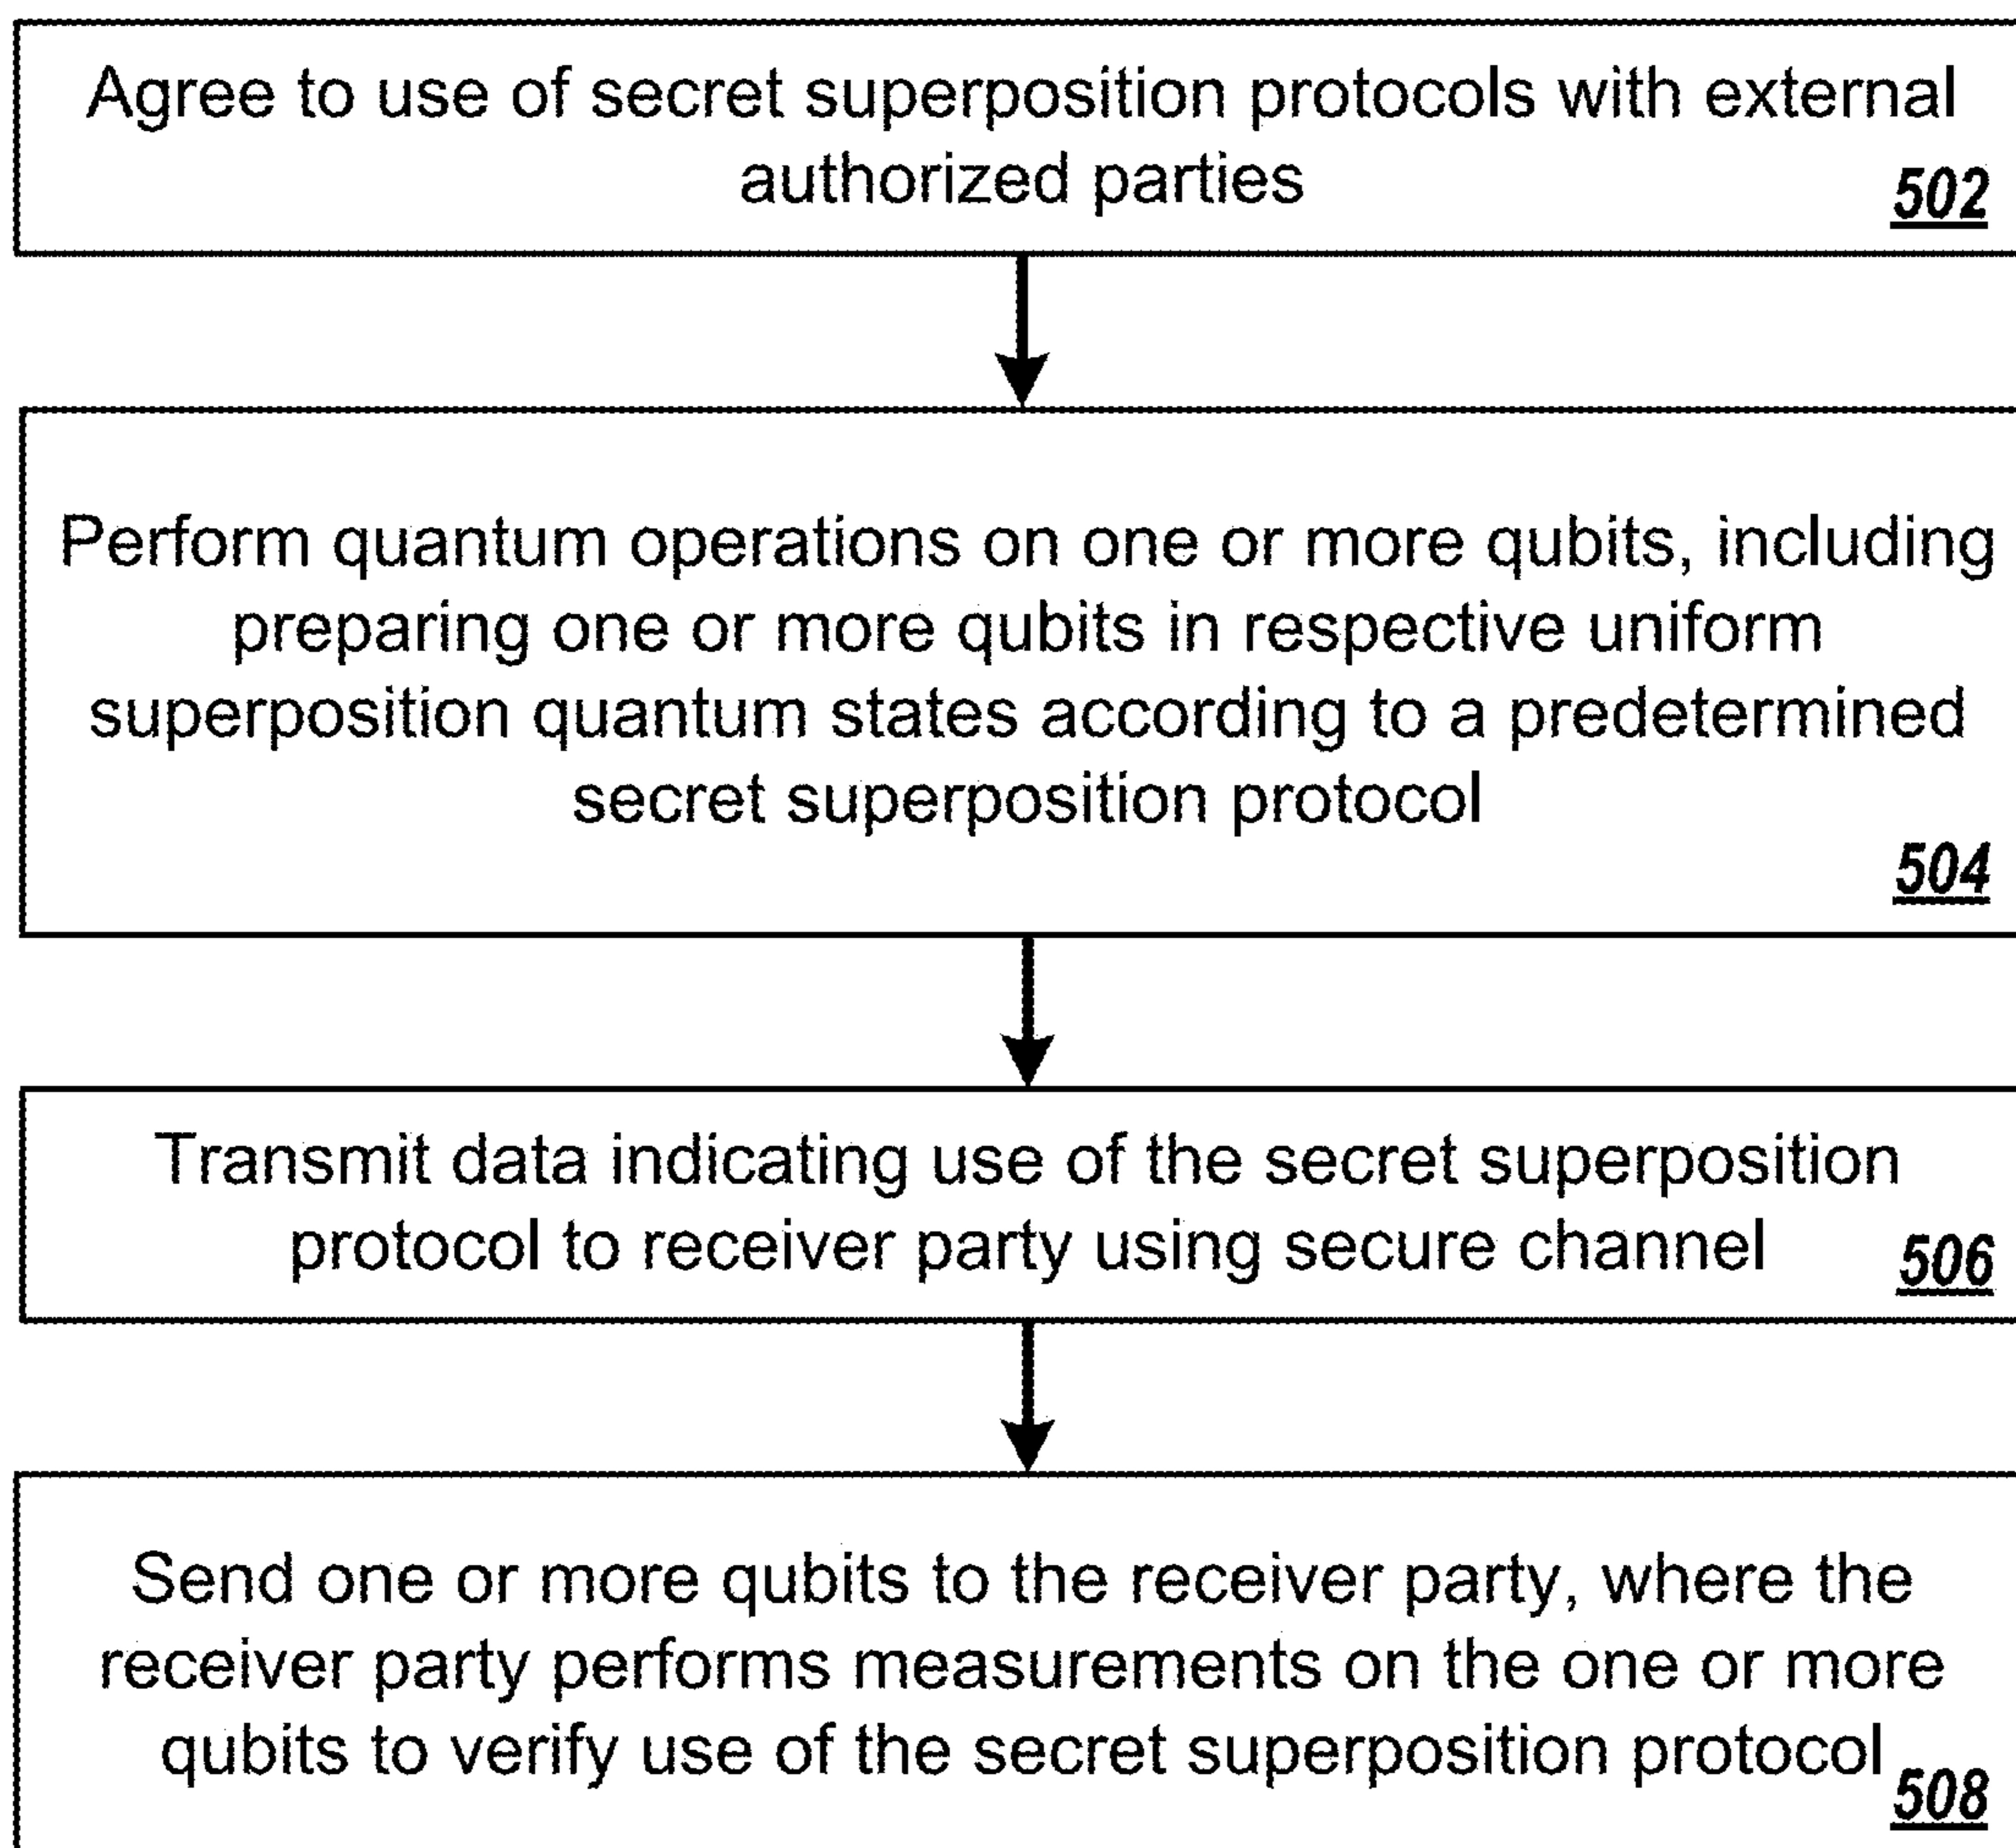 Agree to use of secret superposition protocols with external
authorized parties
502
Perform quantum operations on one or more qubits, including
preparing one or more qubits in respective uniform
superposition quantum states according to a predetermined
secret superposition protocol
504
Transmit data indicating use of the secret superposition
protocol to receiver party using secure channel
506
Send one or more qubits to the receiver party, where the
receiver party performs measurements on the one or more
qubits to verify use of the secret superposition protocol
508